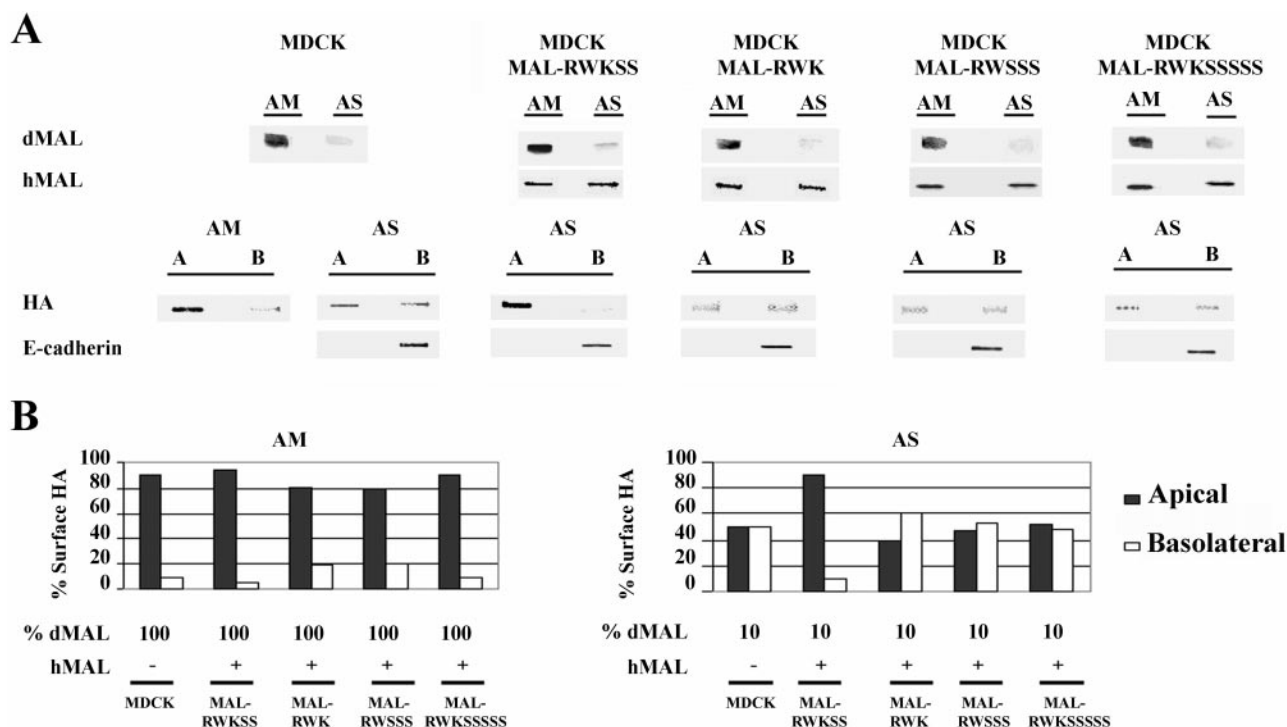 A
MDCK MDCK MDCK MDCK MDCK
MAL-RWKSS MAL-RWK MAL-RWSSS MAL-RWKSSSSS
AM AS AM AS AM AS AM AS AM AS
dMAL
hMAL
AM AS AS AS AS AS
A B A B A B A B A B A B
HA
E-cadherin
B
AM
% Surface HA
100
80
60
40
20
0
% dMAL 100 100 100 100 100
hMAL - + + + +
MDCK MAL-RWKSS MAL-RWK MAL-RWSSS MAL-RWKSSSSSS
AS
% Surface HA
100
80
60
40
20
0
% dMAL 10 10 10 10 10
hMAL - + + + +
MDCK MAL-RWKSS MAL-RWK MAL-RWSSS MAL-RWKSSSSSS
Apical
Basolateral